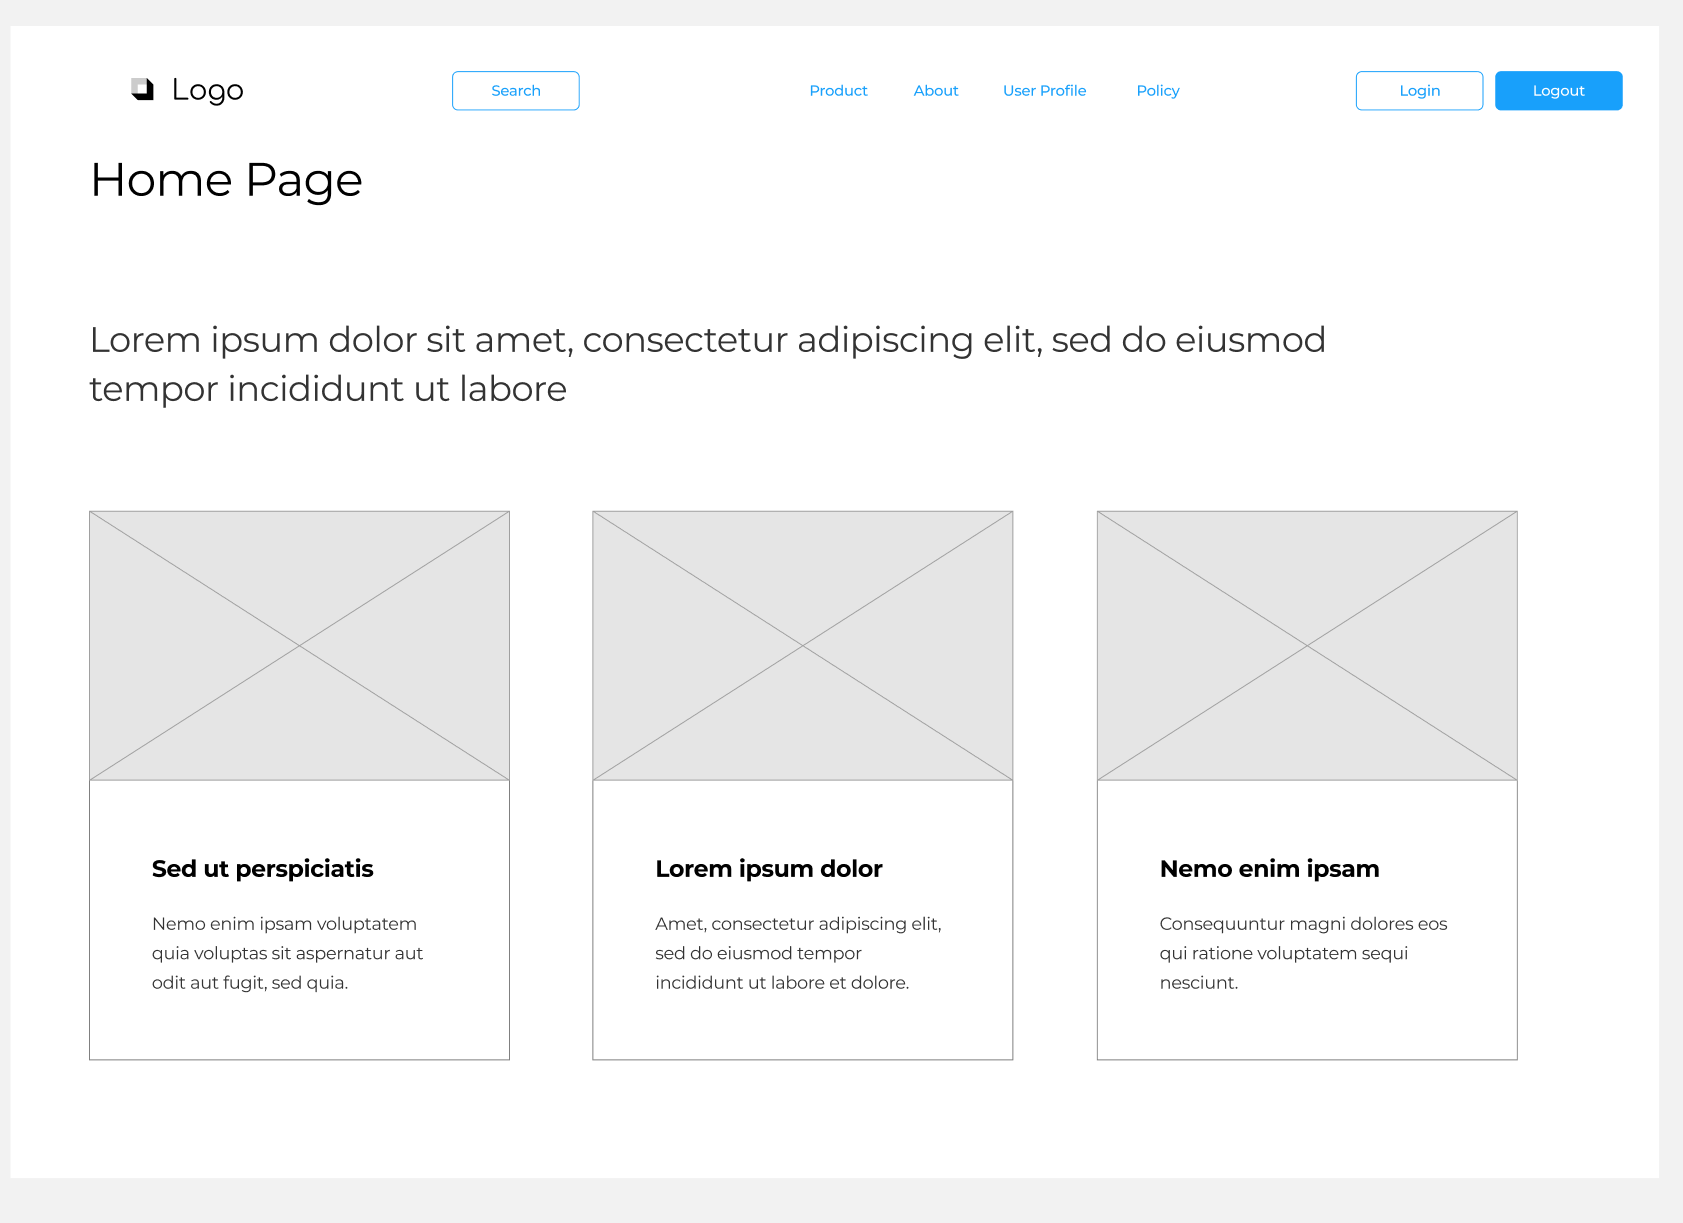 Logo
Search
Product
About
User Profile
Policy
Login
Logout
Home Page
Lorem ipsum dolor sit amet, consectetur adipiscing elit, sed do eiusmod
tempor incididunt ut labore
Sed ut perspiciatis
Nemo enim ipsam voluptatem
quia voluptas sit aspernatur aut
odit aut fugit, sed quia.
Lorem ipsum dolor
Amet, consectetur adipiscing elit,
sed do eiusmod tempor
incididunt ut labore et dolore.
Nemo enim ipsam
Consequuntur magni dolores eos
qui ratione voluptatem sequi
nesciunt.